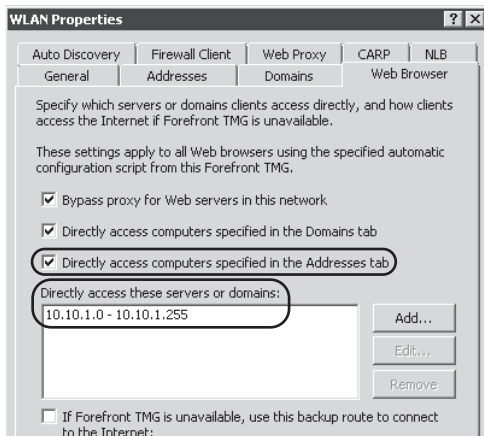 WLAN Properties
? X
Auto Discovery Firewall Client Web Proxy CARP NLB
General Addresses Domains Web Browser
Specify which servers or domains clients access directly, and how clients
access the Internet if Forefront TMG is unavailable.
These settings apply to all Web browsers using the specified automatic
configuration script from this Forefront TMG.
Bypass proxy for Web servers in this network
Directly access computers specified in the Domains tab
Directly access computers specified in the Addresses tab
Directly access these servers or domains:
10.10.1.0 - 10.10.1.255
Add...
Edit...
Remove
If Forefront TMG is unavailable, use this backup route to connect
to the Internet: